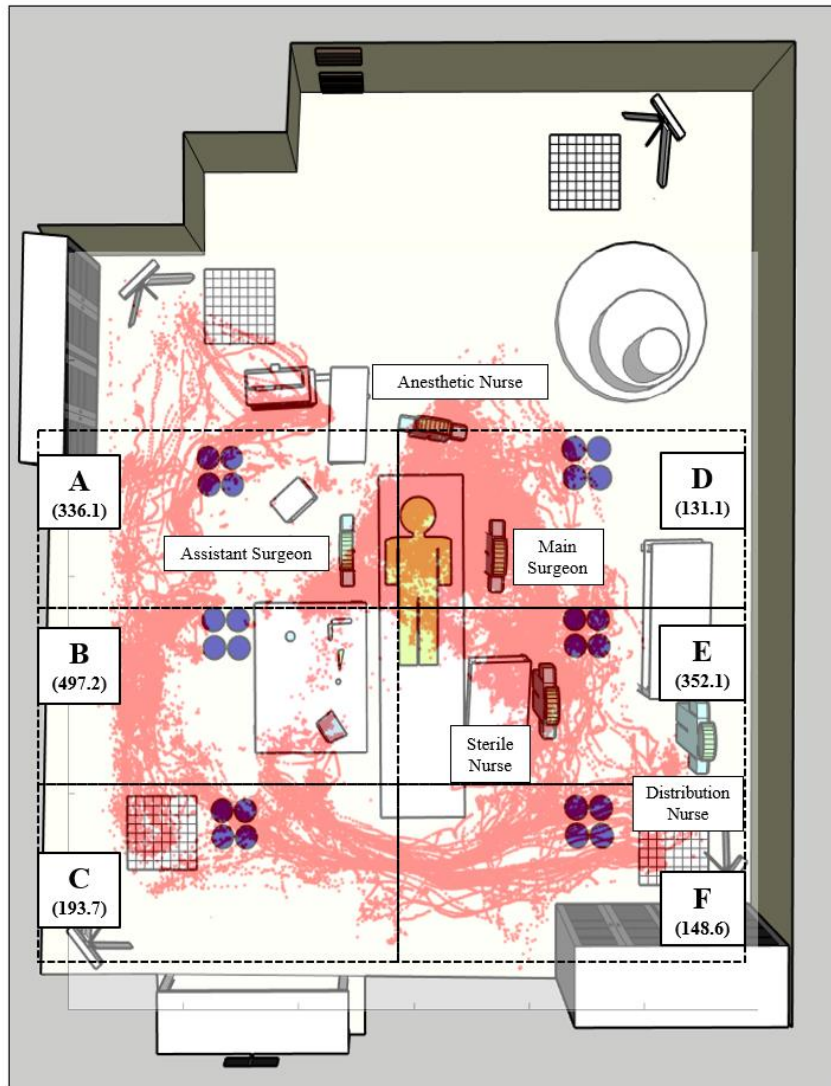 Anesthetic Nurse
A
(336.1)
D
(131.1)
Assistant Surgeon
Main
Surgeon
B
(497.2)
E
(352.1)
Sterile
Nurse
Distribution
Nurse
C
(193.7)
F
(148.6)